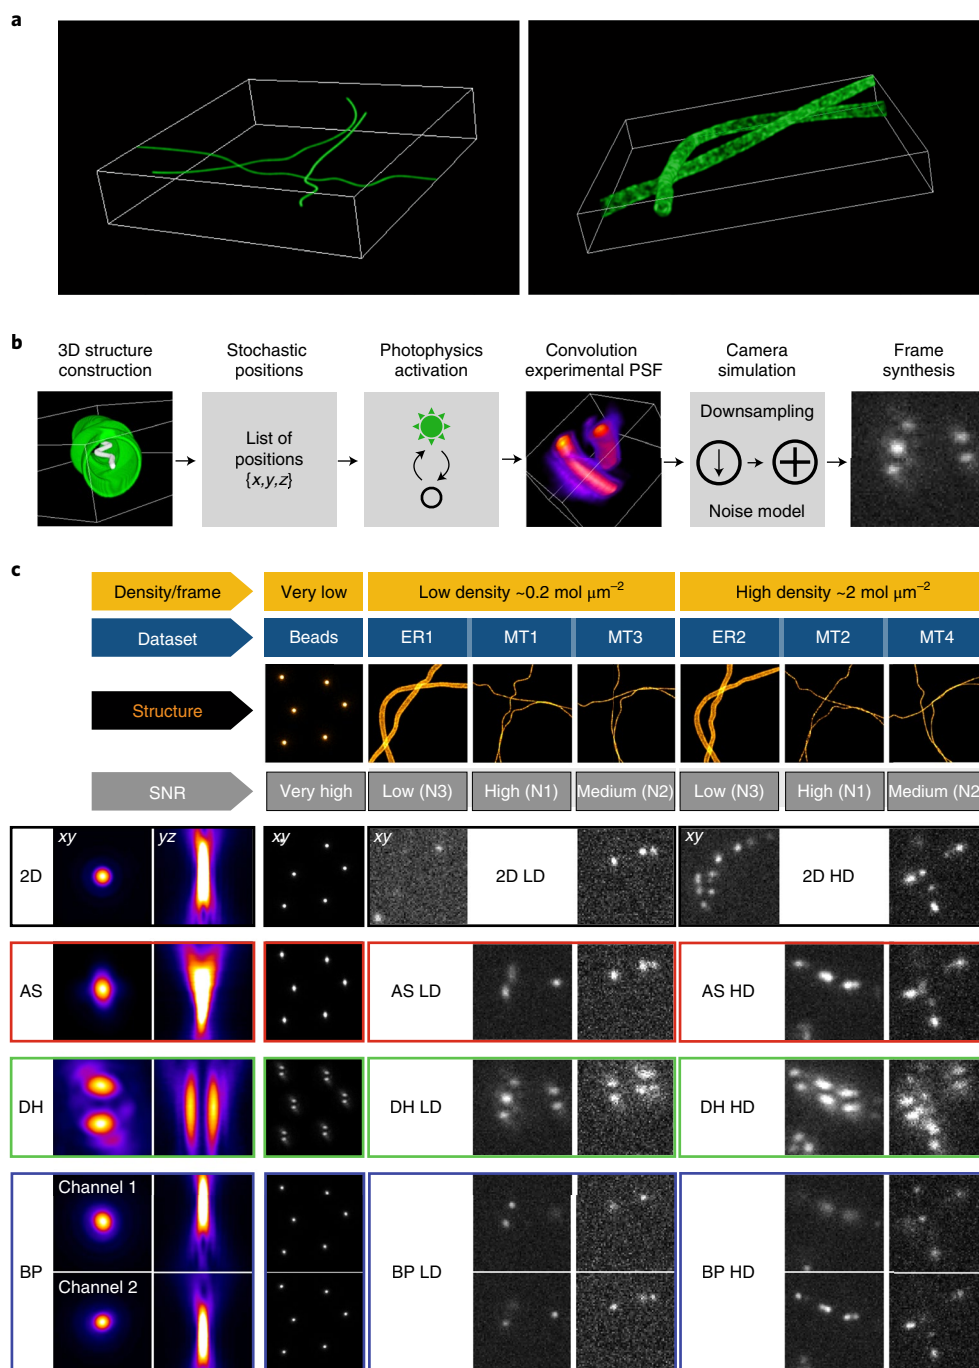 a
b
3D structure
construction
Stochastic
positions
Photophysics
activation
Convolution
experimental PSF
Camera
simulation
Frame
synthesis
List of
positions
{x,y,z}
Downsampling
Noise model
c
Density/frame
Very low
Low density ~0.2 mol μm⁻²
High density ~2 mol μm⁻²
Dataset
Beads
ER1
MT1
MT3
ER2
MT2
MT4
Structure
SNR
Very high
Low (N3)
High (N1)
Medium (N2)
Low (N3)
High (N1)
Medium (N2
2D
xy
yz
xy
xy
2D LD
xy
2D HD
AS
AS LD
AS HD
DH
DH LD
DH HD
BP
Channel 1
Channel 2
BP LD
BP HD